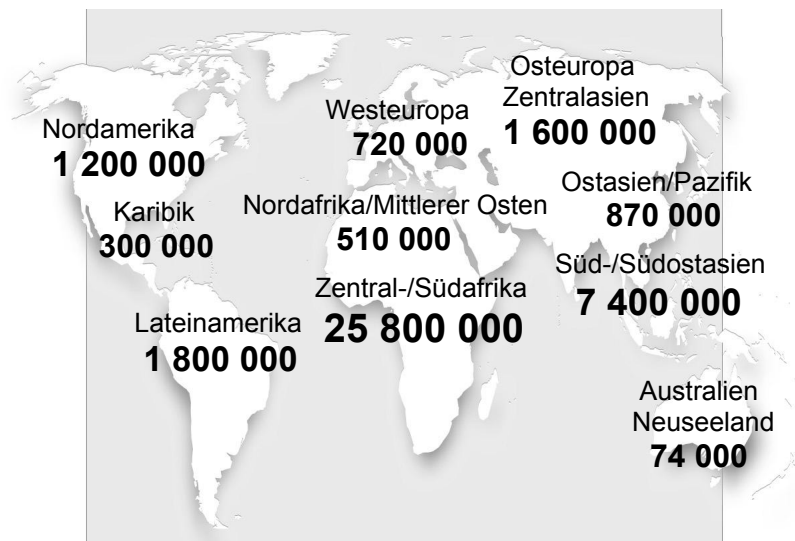 Osteuropa
Zentralasien
1 600 000
Westeuropa
720 000
Nordamerika
1 200 000
Ostasien/Pazifik
870 000
Karibik
300 000
Nordafrika/Mittlerer Osten
510 000
Süd-/Südostasien
7 400 000
Zentral-/Südafrika
25 800 000
Lateinamerika
1 800 000
Australien
Neuseeland
74 000